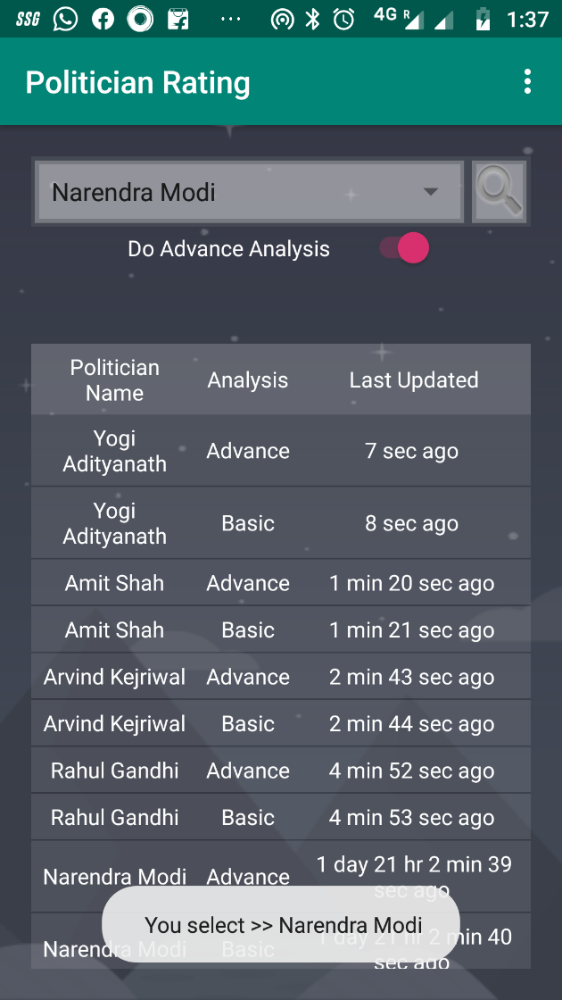 SSG 4G R 1:37
Politician Rating
Narendra Modi
Do Advance Analysis
Politician
Name Analysis Last Updated
Yogi
Adityanath Advance 7 sec ago
Yogi
Adityanath Basic 8 sec ago
Amit Shah Advance 1 min 20 sec ago
Amit Shah Basic 1 min 21 sec ago
Arvind Kejriwal Advance 2 min 43 sec ago
Arvind Kejriwal Basic 2 min 44 sec ago
Rahul Gandhi Advance 4 min 52 sec ago
Rahul Gandhi Basic 4 min 53 sec ago
Narendra Modi Advance 1 day 21 hr 2 min 39
sec ago
You select >> Narendra Modi
Narendra Modi Basic 1 day 21 hr 2 min 40
sec ago